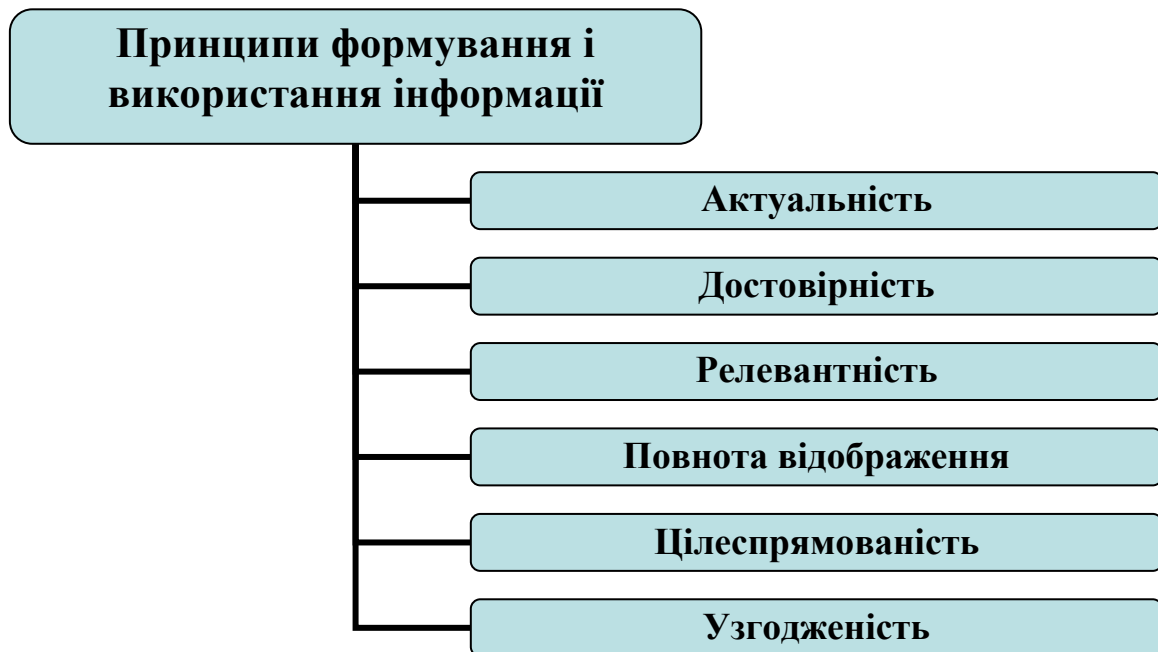 Принципи формування і
використання інформації
Актуальність
Достовірність
Релевантність
Повнота відображення
Цілеспрямованість
Узгодженість